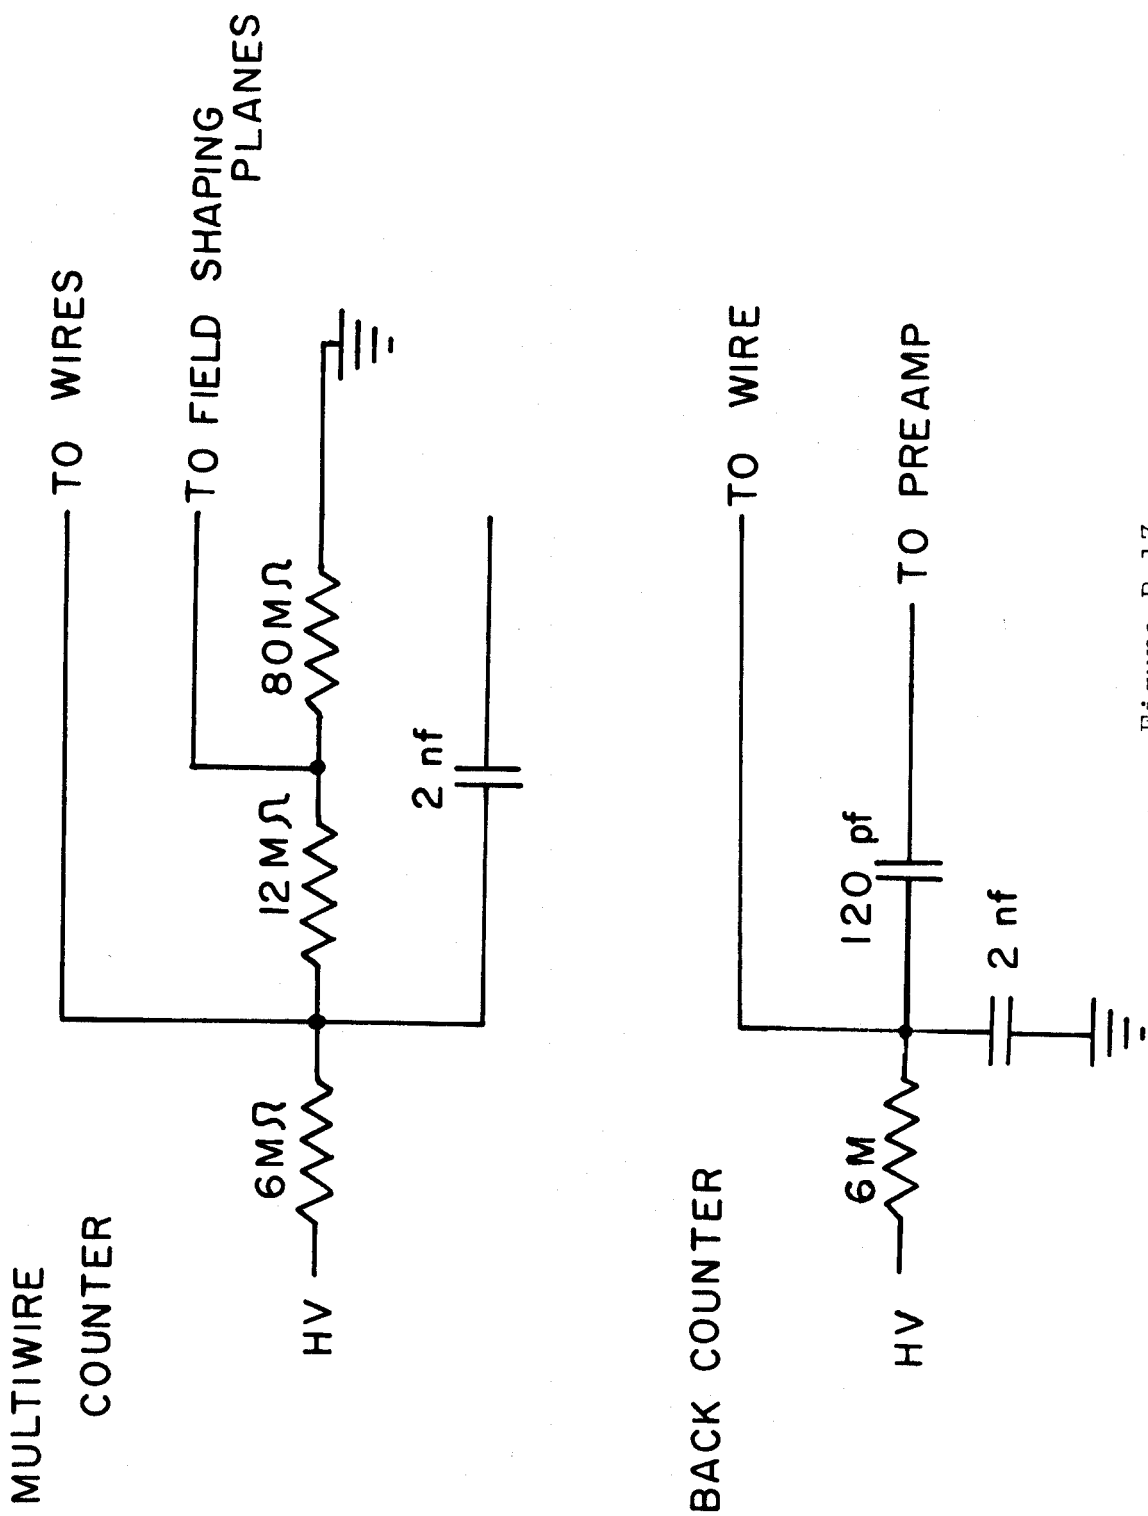 MULTIWIRE
COUNTER
TO WIRES
TO FIELD SHAPING
PLANES
HV
6MΩ
12MΩ
80MΩ
2 nf
BACK COUNTER
TO WIRE
HV
6M
120 pf
TO PREAMP
2 nf